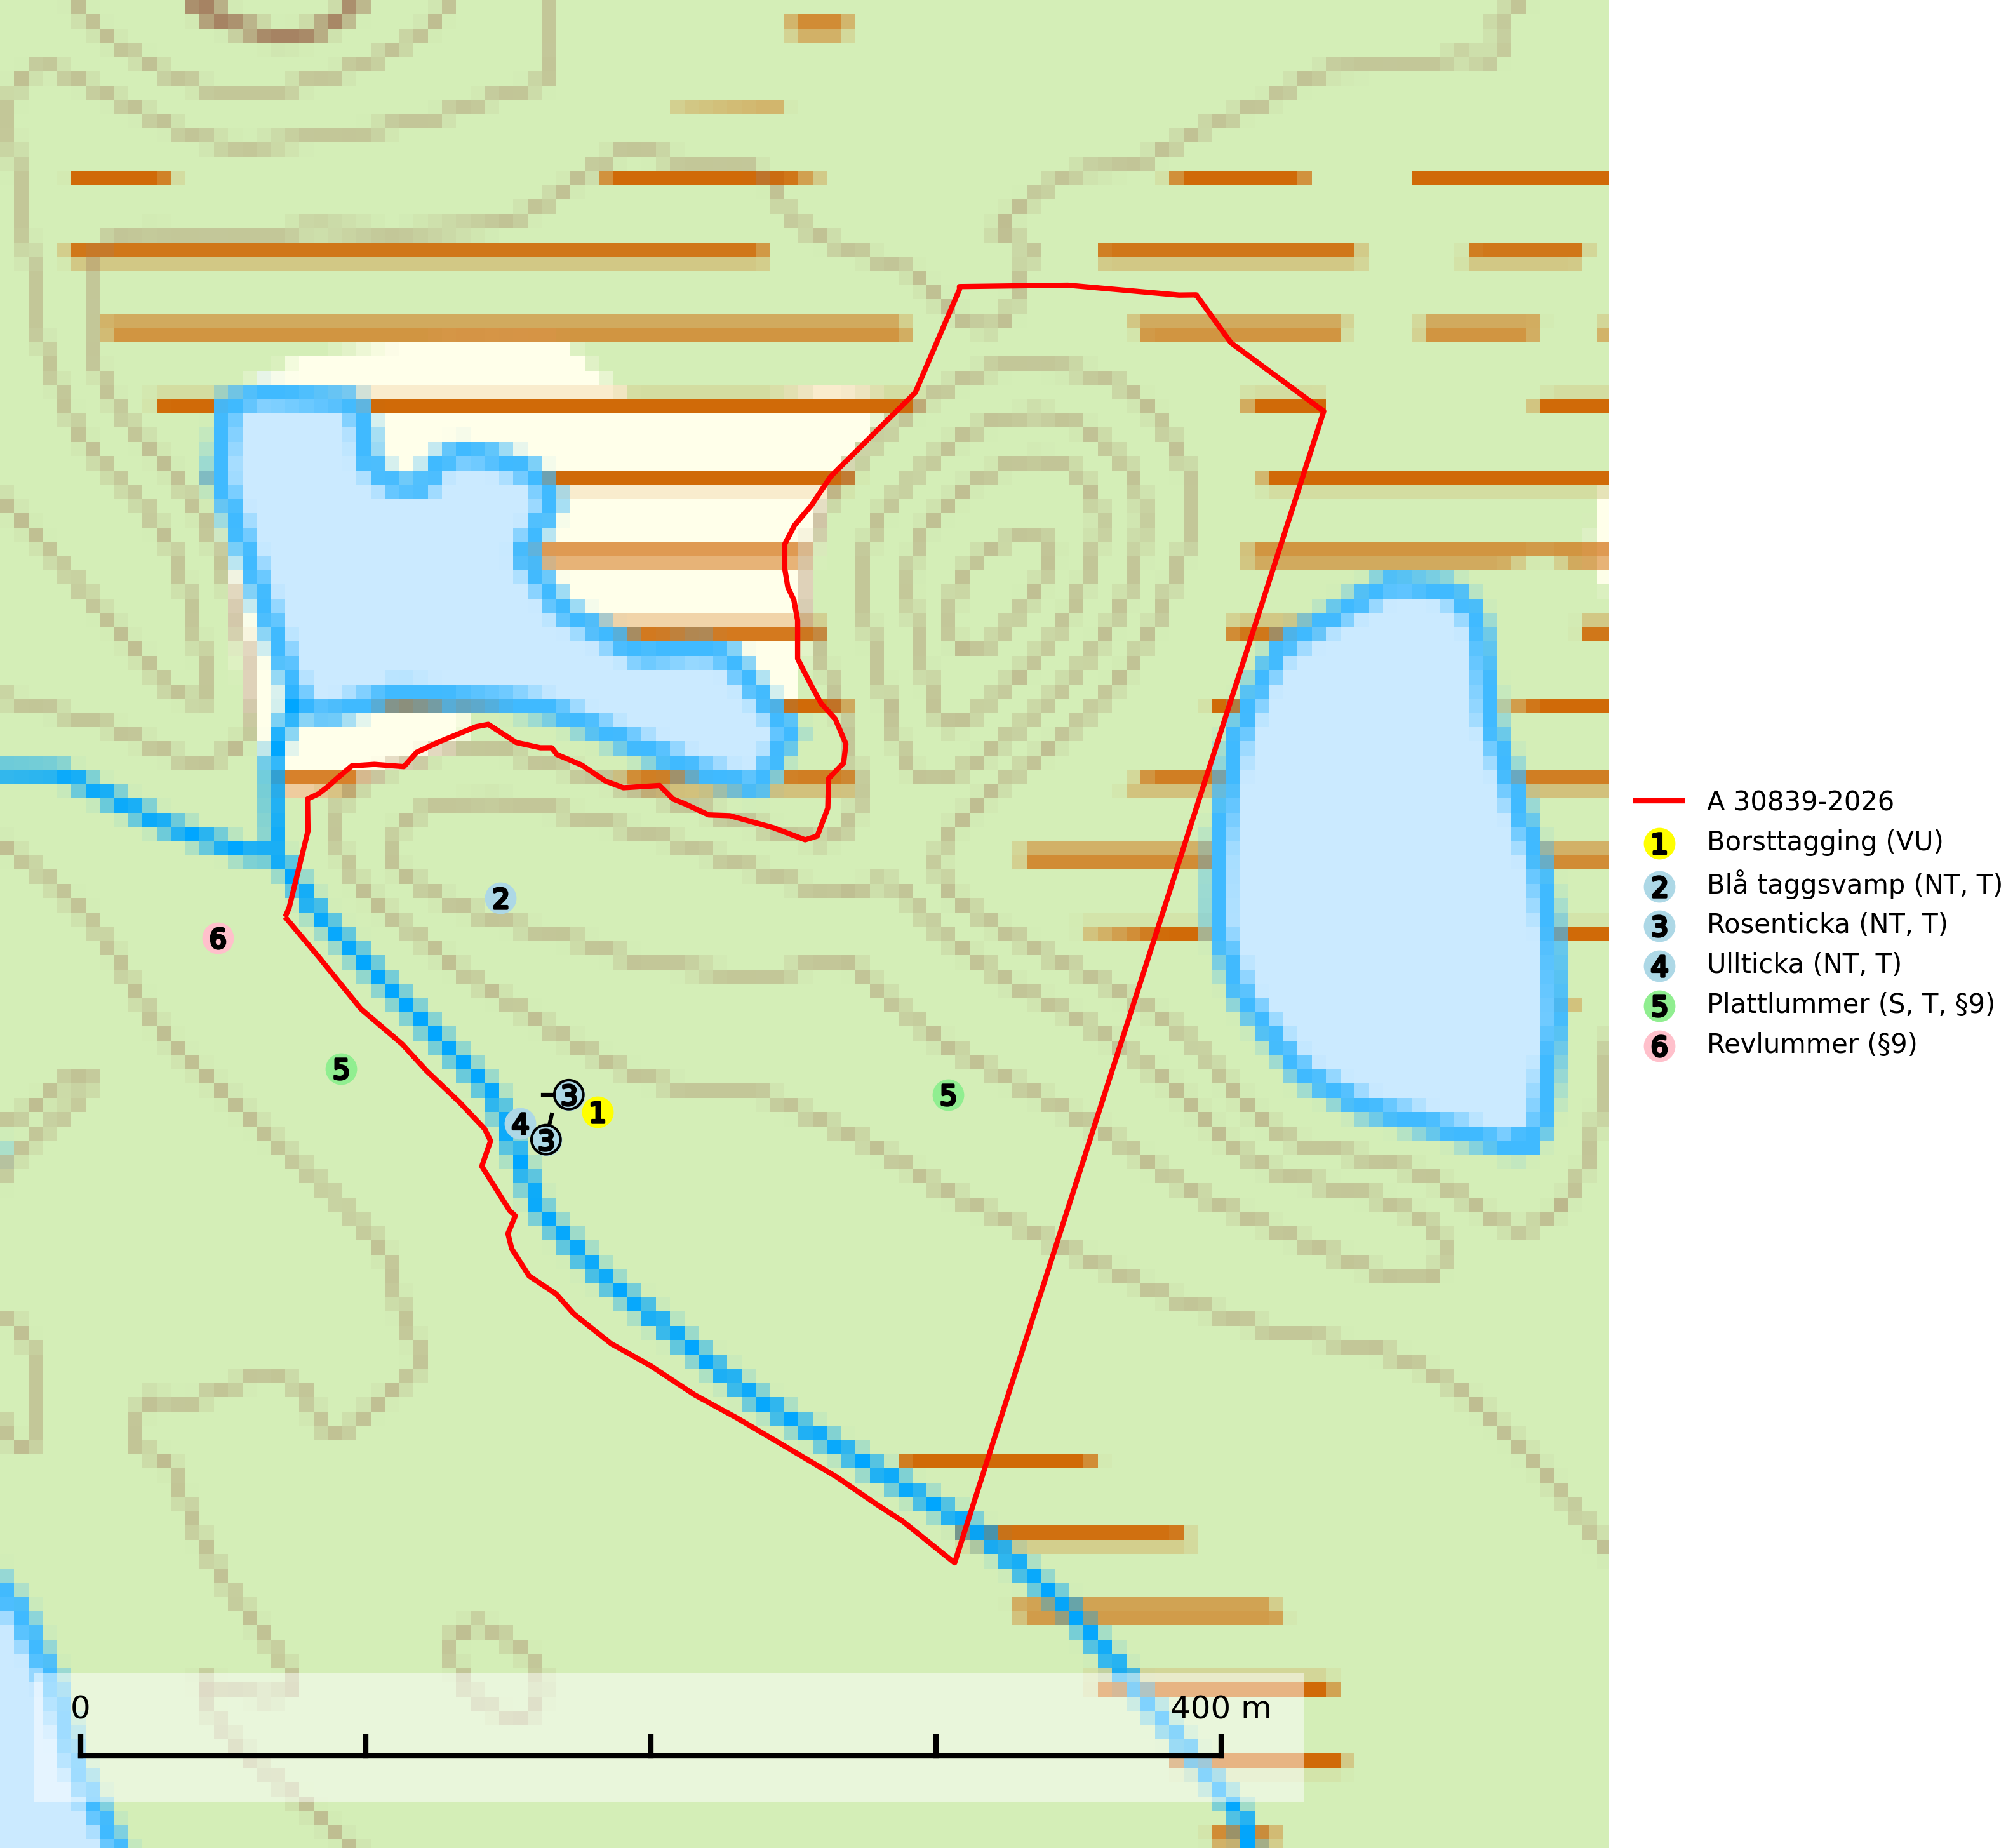 A 30839-2026
1 Borsttagging (VU)
2 Blå taggsvamp (NT, T)
3 Rosenticka (NT, T)
4 Ullticka (NT, T)
5 Plattlummer (S, T, §9)
6 Revlummer (§9)
2
6
5
3
1
5
4
3
0
400 m